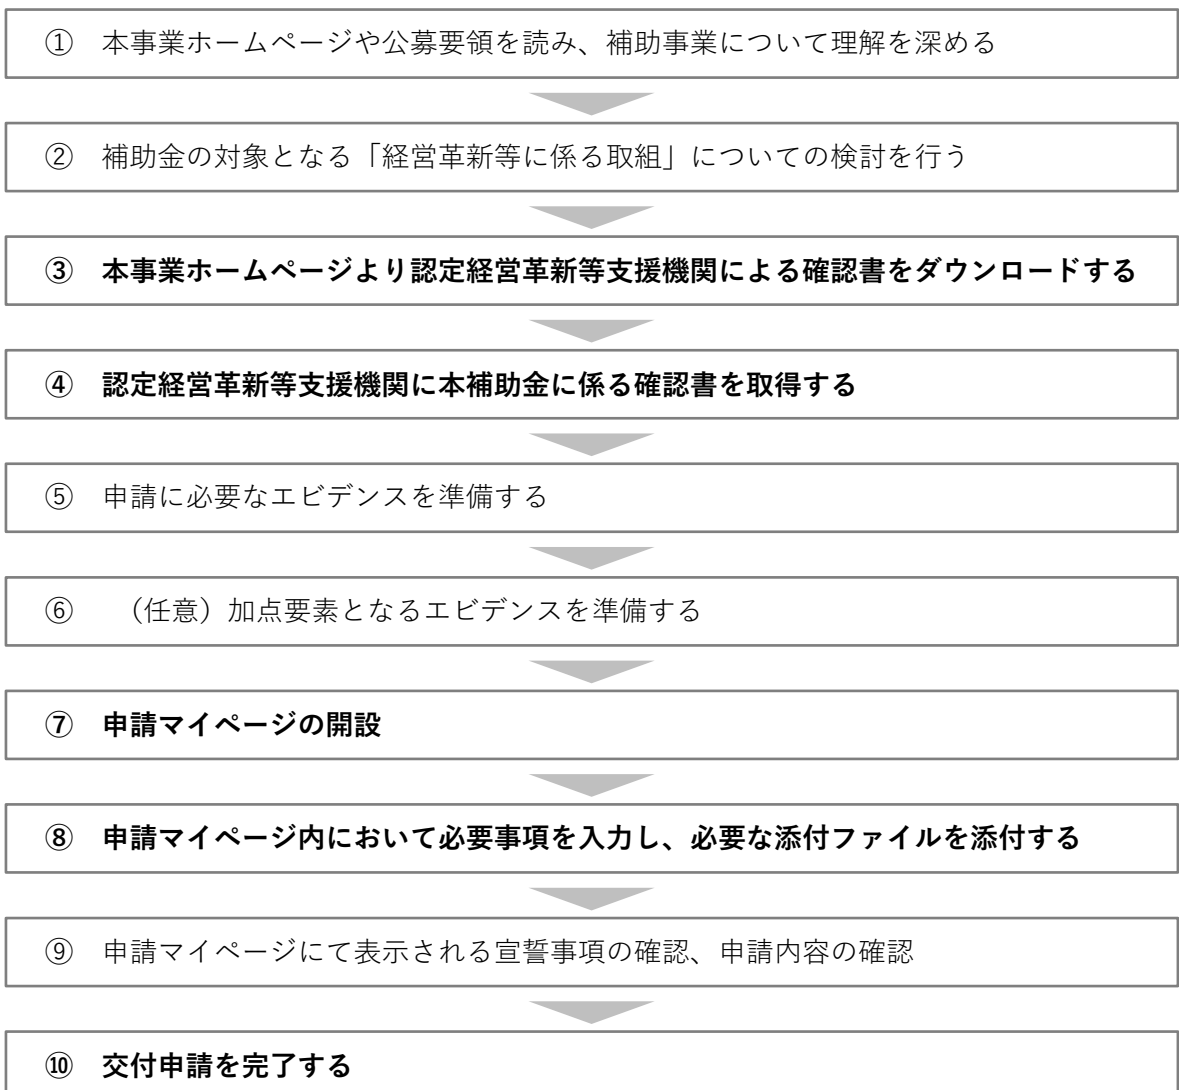 ① 本事業ホームページや公募要領を読み、補助事業について理解を深める
② 補助金の対象となる「経営革新等に係る取組」についての検討を行う
③ 本事業ホームページより認定経営革新等支援機関による確認書をダウンロードする
④ 認定経営革新等支援機関に本補助金に係る確認書を取得する
⑤ 申請に必要なエビデンスを準備する
⑥ （任意）加点要素となるエビデンスを準備する
⑦ 申請マイページの開設
⑧ 申請マイページ内において必要事項を入力し、必要な添付ファイルを添付する
⑨ 申請マイページにて表示される宣誓事項の確認、申請内容の確認
⑩ 交付申請を完了する